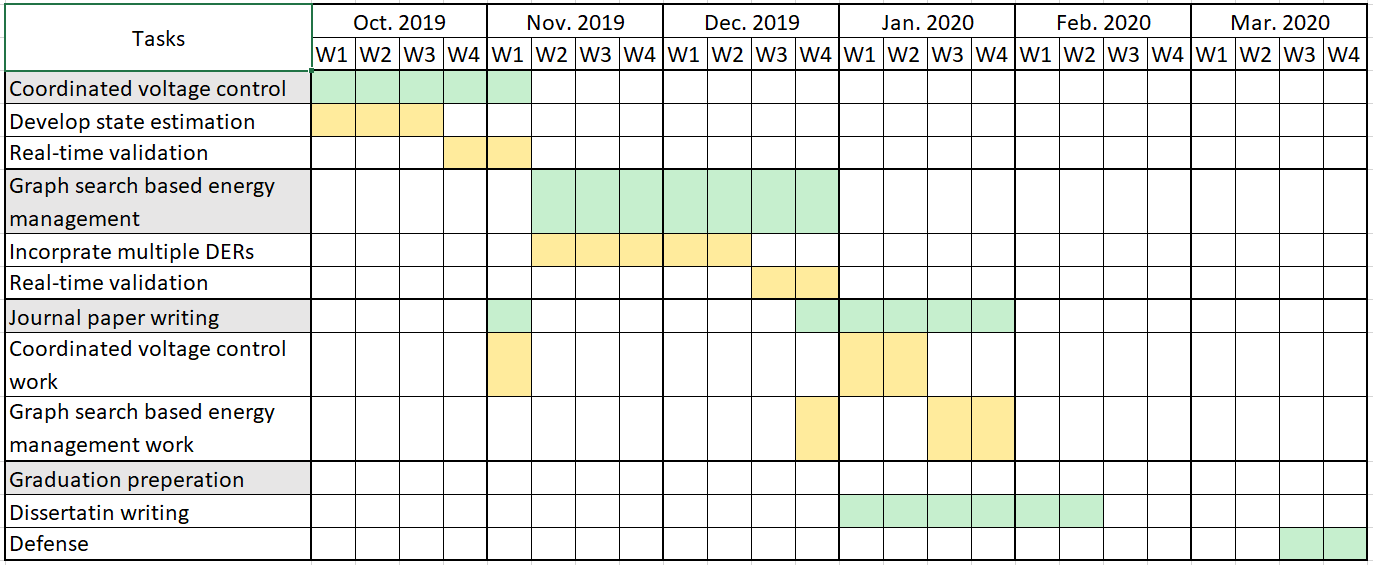 Tasks
Oct. 2019 Nov. 2019 Dec. 2019 Jan. 2020 Feb. 2020 Mar. 2020
W1 W2 W3 W4 W1 W2 W3 W4 W1 W2 W3 W4 W1 W2 W3 W4 W1 W2 W3 W4 W1 W2 W3 W4
Coordinated voltage control
Develop state estimation
Real-time validation
Graph search based energy
management
Incorprate multiple DERs
Real-time validation
Journal paper writing
Coordinated voltage control
work
Graph search based energy
management work
Graduation preperation
Dissertatin writing
Defense